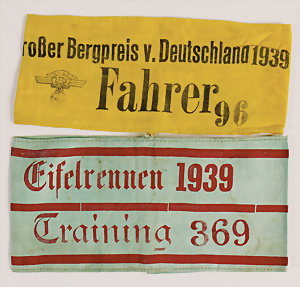 roßer Bergpreis v. Deutschland 1939
Fahrer 96
Eifelrennen 1939
Training 369